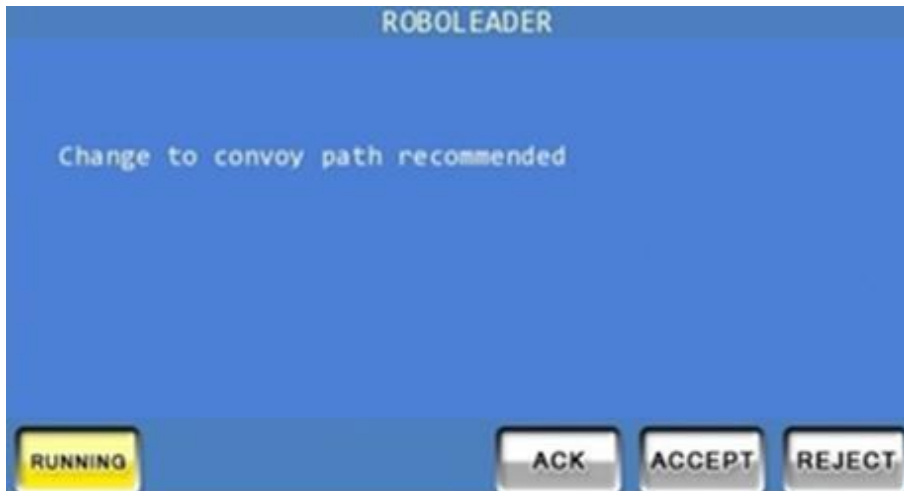 ROBOLEADER
Change to convoy path recommended
RUNNING ACK ACCEPT REJECT